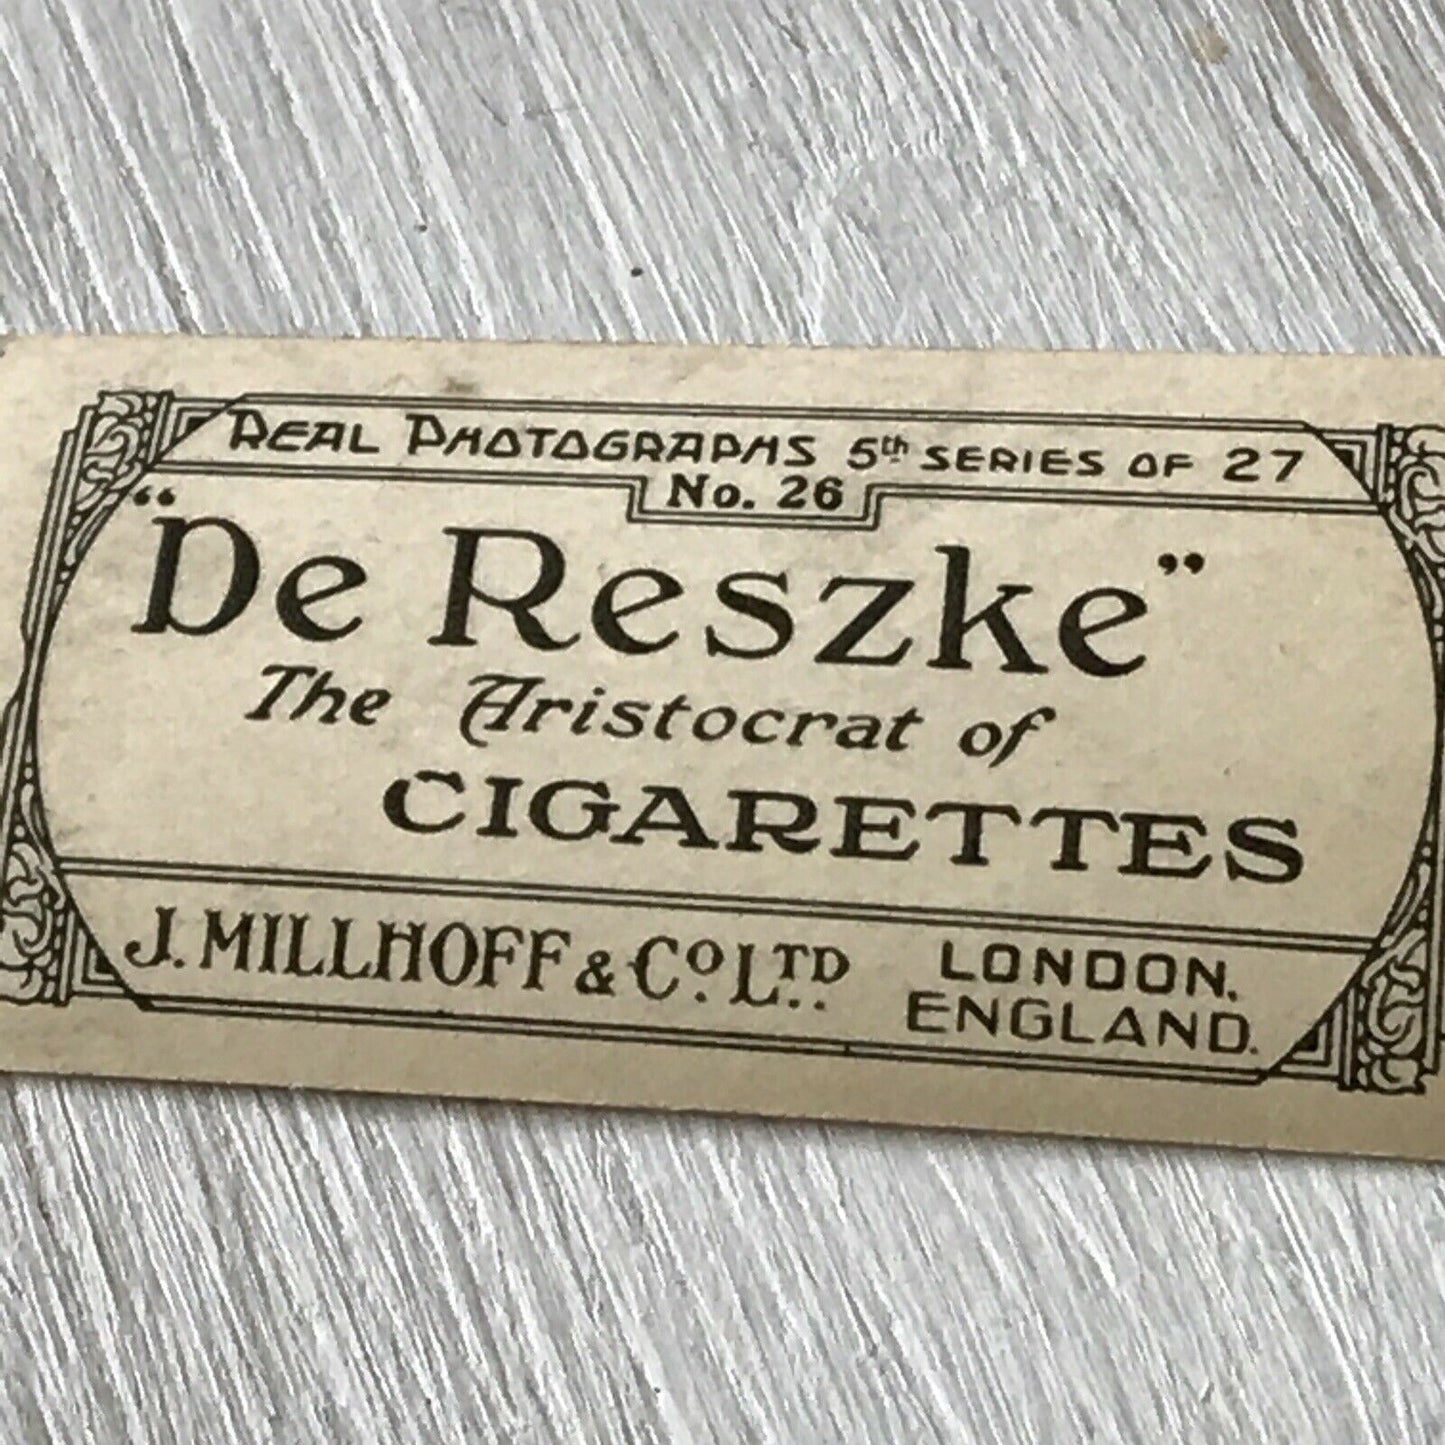 REAL PHOTOGRAPHS 5th SERIES OF 27
No. 26
"De Reszke"
The Aristocrat of
CIGARETTES
J. MILLHOFF & Co. LTD.. LONDON,
ENGLAND.